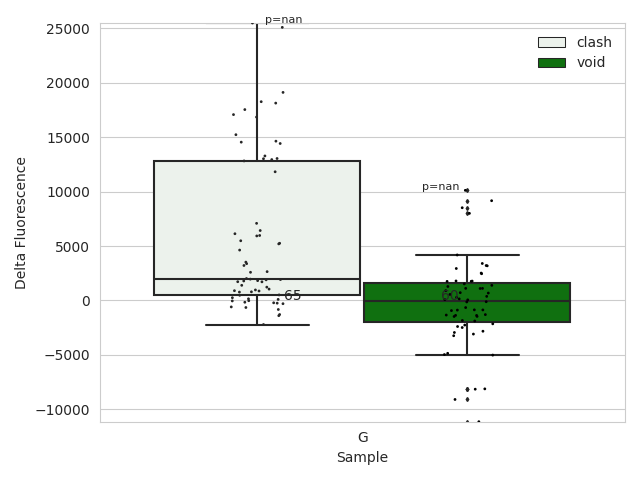 p=nan
clash
void
25000
20000
15000
10000
5000
0
−5000
−10000
p=nan
65
Delta Fluorescence
G
Sample